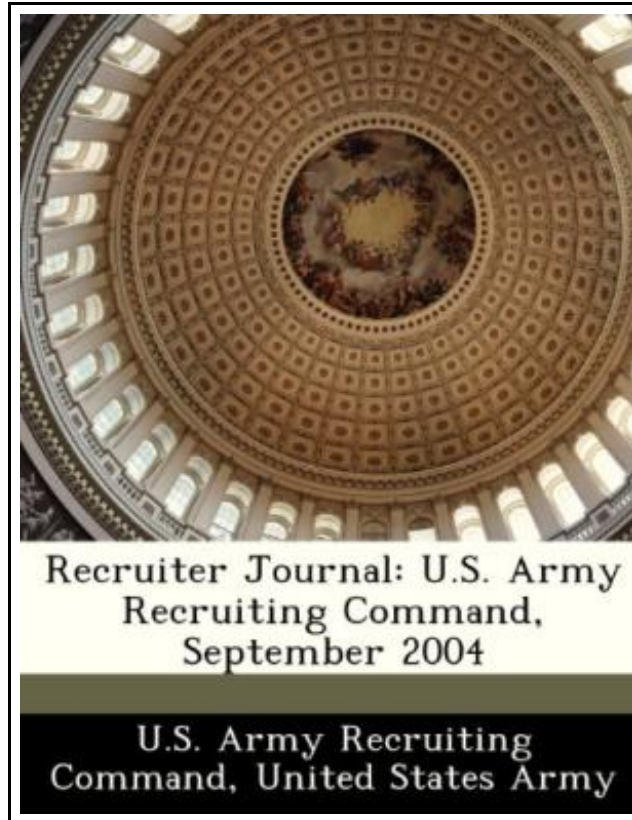 Recruiter Journal: U.S. Army
Recruiting Command,
September 2004
U.S. Army Recruiting
Command, United States Army